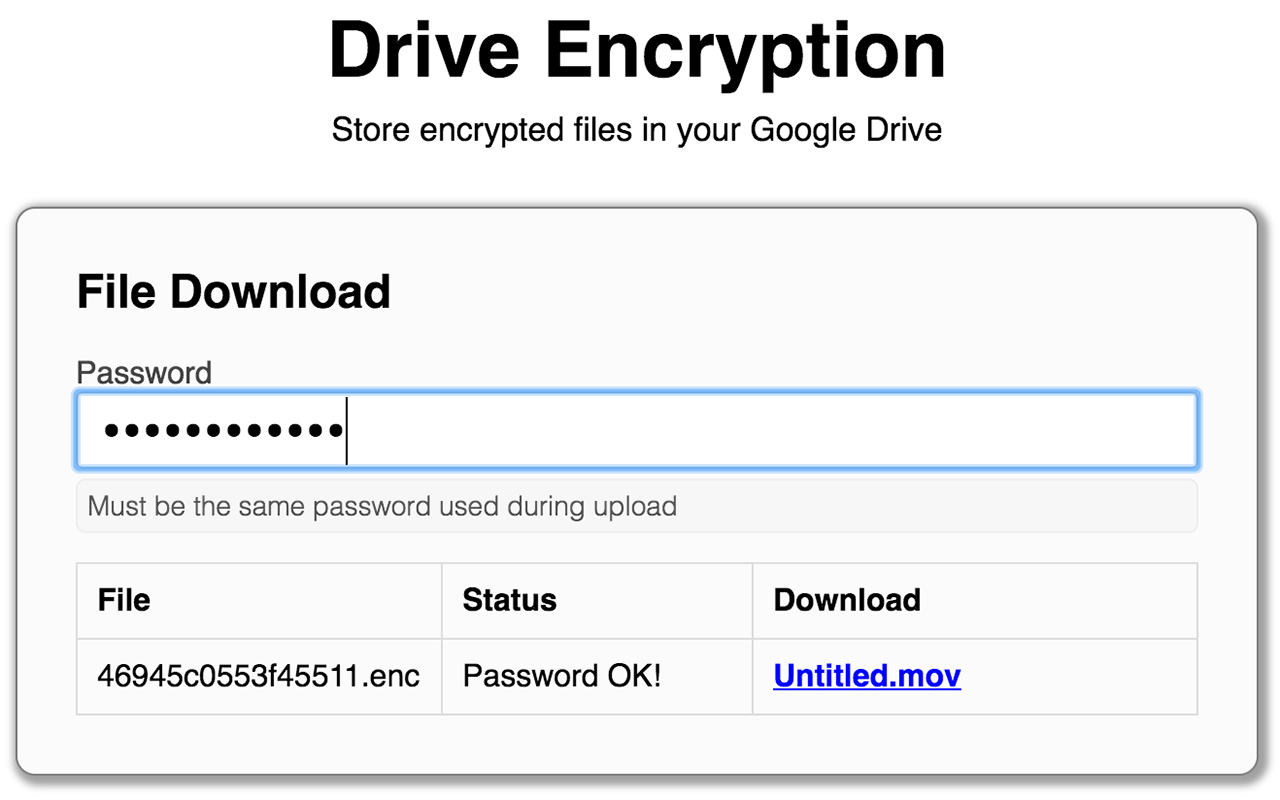 Drive Encryption
Store encrypted files in your Google Drive
File Download
Password
••••••••••••
Must be the same password used during upload
File Status Download
46945c0553f45511.enc Password OK! Untitled.mov